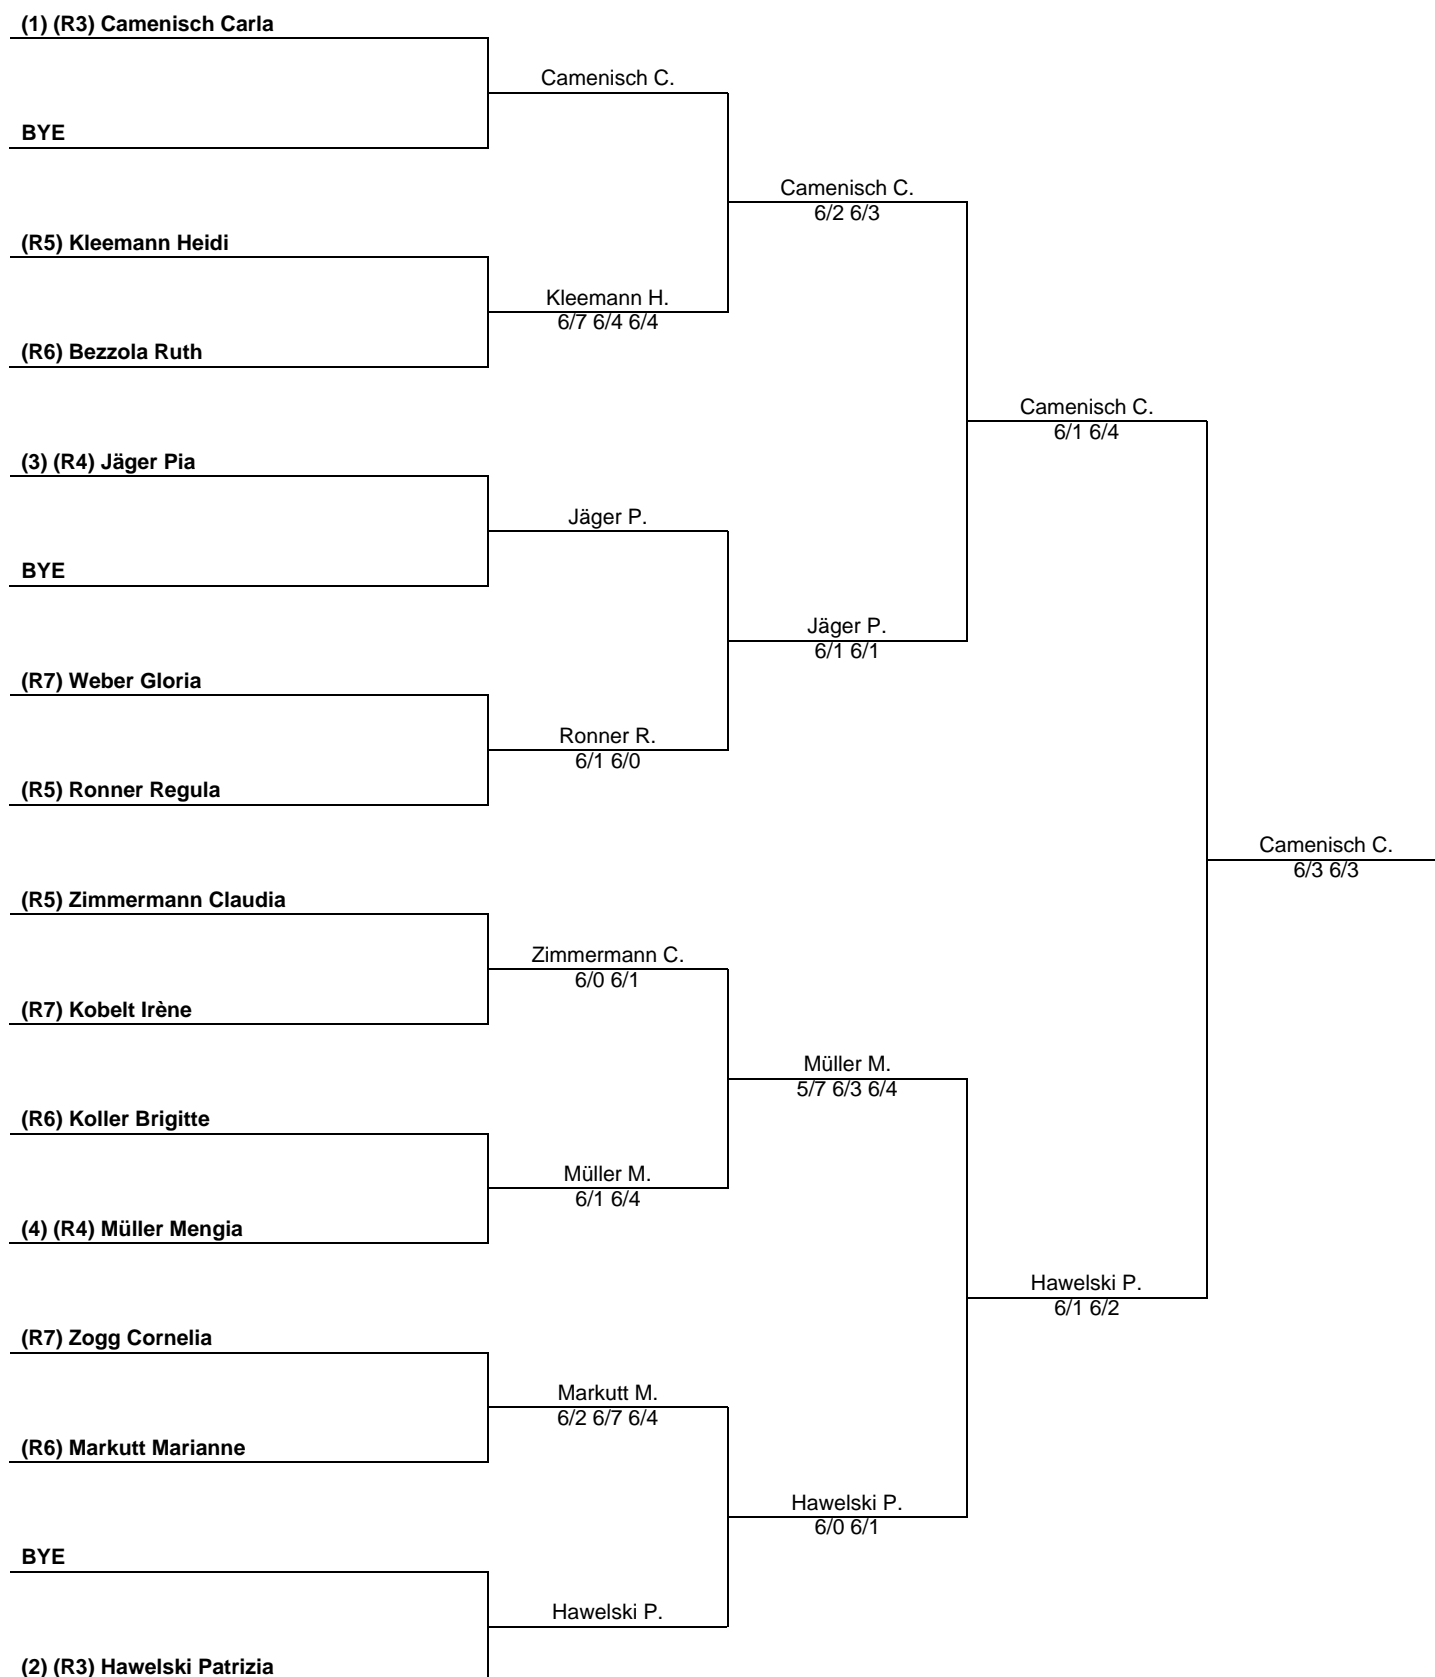 (1) (R3) Camenisch Carla
Camenisch C.
BYE
Camenisch C.
6/2 6/3
(R5) Kleemann Heidi
Kleemann H.
6/7 6/4 6/4
(R6) Bezzola Ruth
Camenisch C.
6/1 6/4
(3) (R4) Jäger Pia
Jäger P.
BYE
Jäger P.
6/1 6/1
(R7) Weber Gloria
Ronner R.
6/1 6/0
(R5) Ronner Regula
Camenisch C.
6/3 6/3
(R5) Zimmermann Claudia
Zimmermann C.
6/0 6/1
(R7) Kobelt Irène
Müller M.
5/7 6/3 6/4
(R6) Koller Brigitte
Müller M.
6/1 6/4
(4) (R4) Müller Mengia
Hawelski P.
6/1 6/2
(R7) Zogg Cornelia
Markutt M.
6/2 6/7 6/4
(R6) Markutt Marianne
Hawelski P.
6/0 6/1
BYE
Hawelski P.
(2) (R3) Hawelski Patrizia